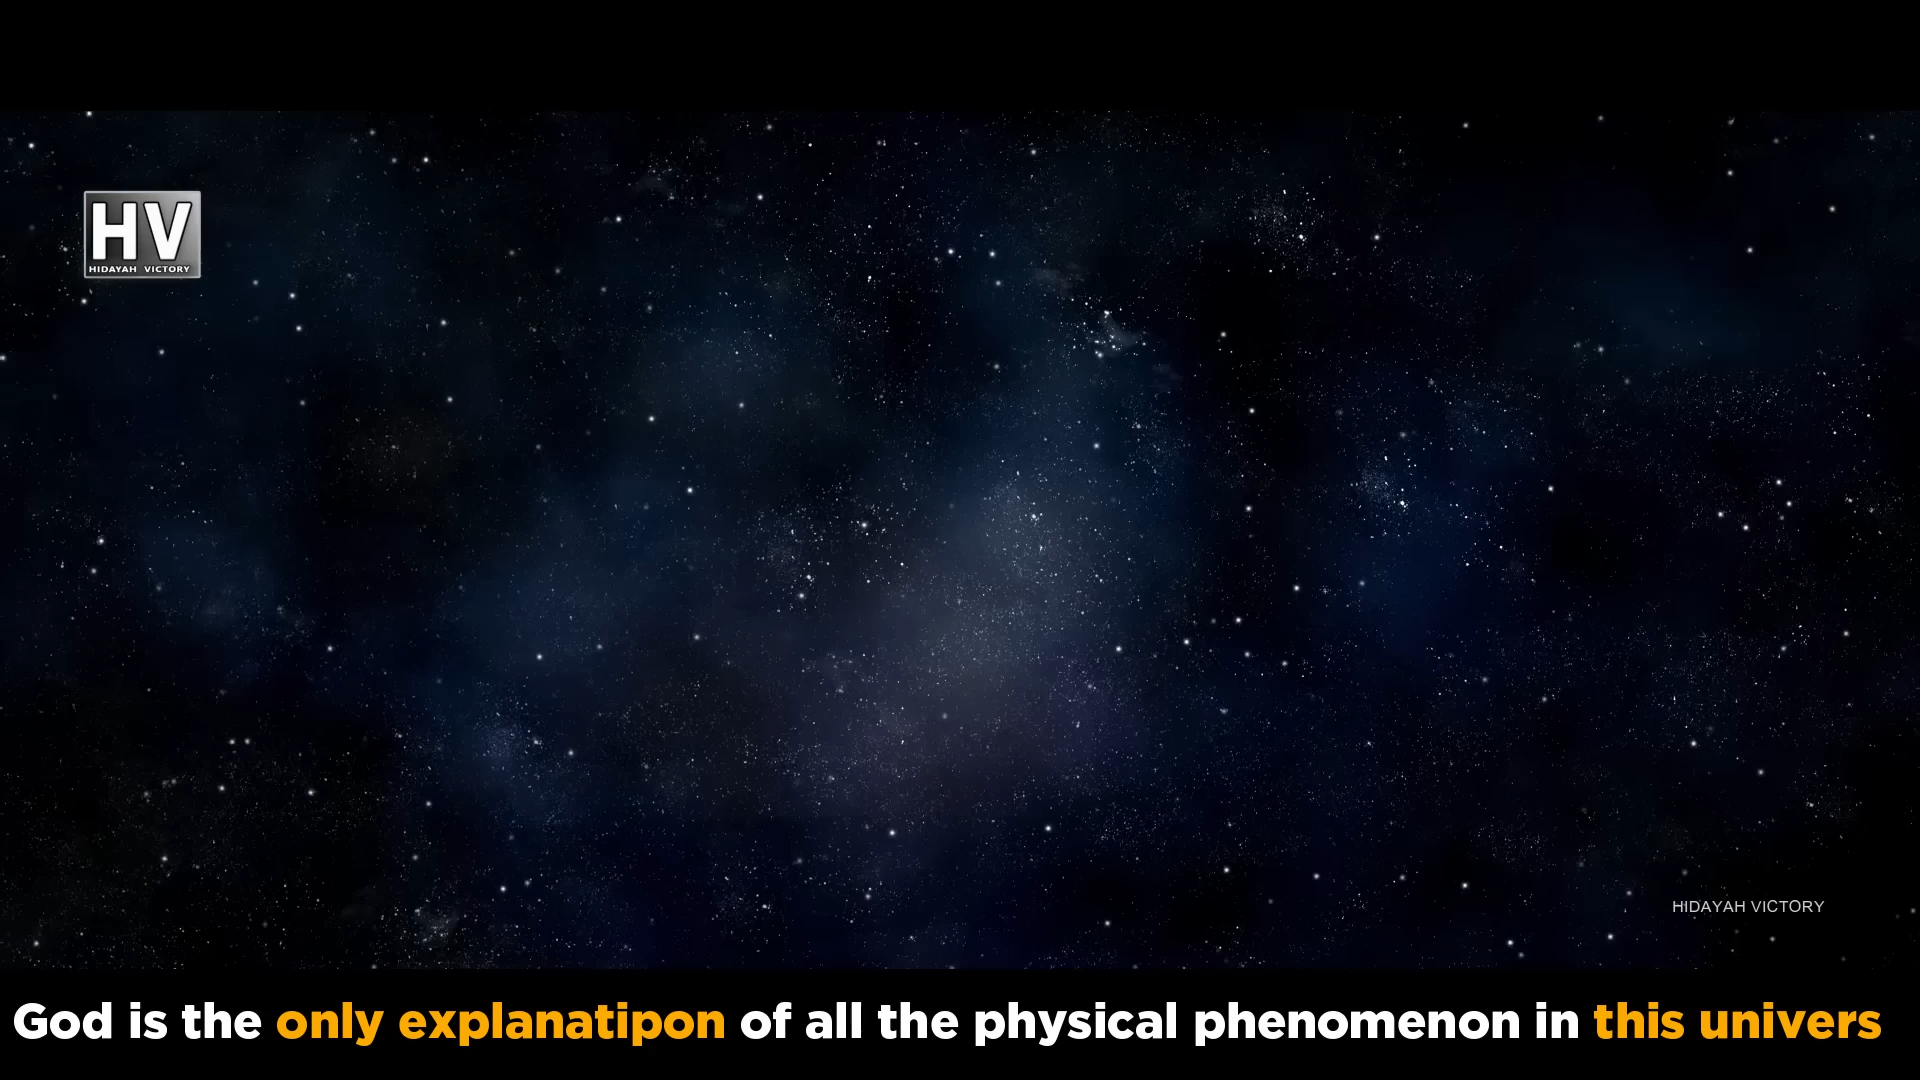 HV
HIDAYAH VICTORY
HIDAYAH VICTORY
God is the only explanatipon of all the physical phenomenon in this univers